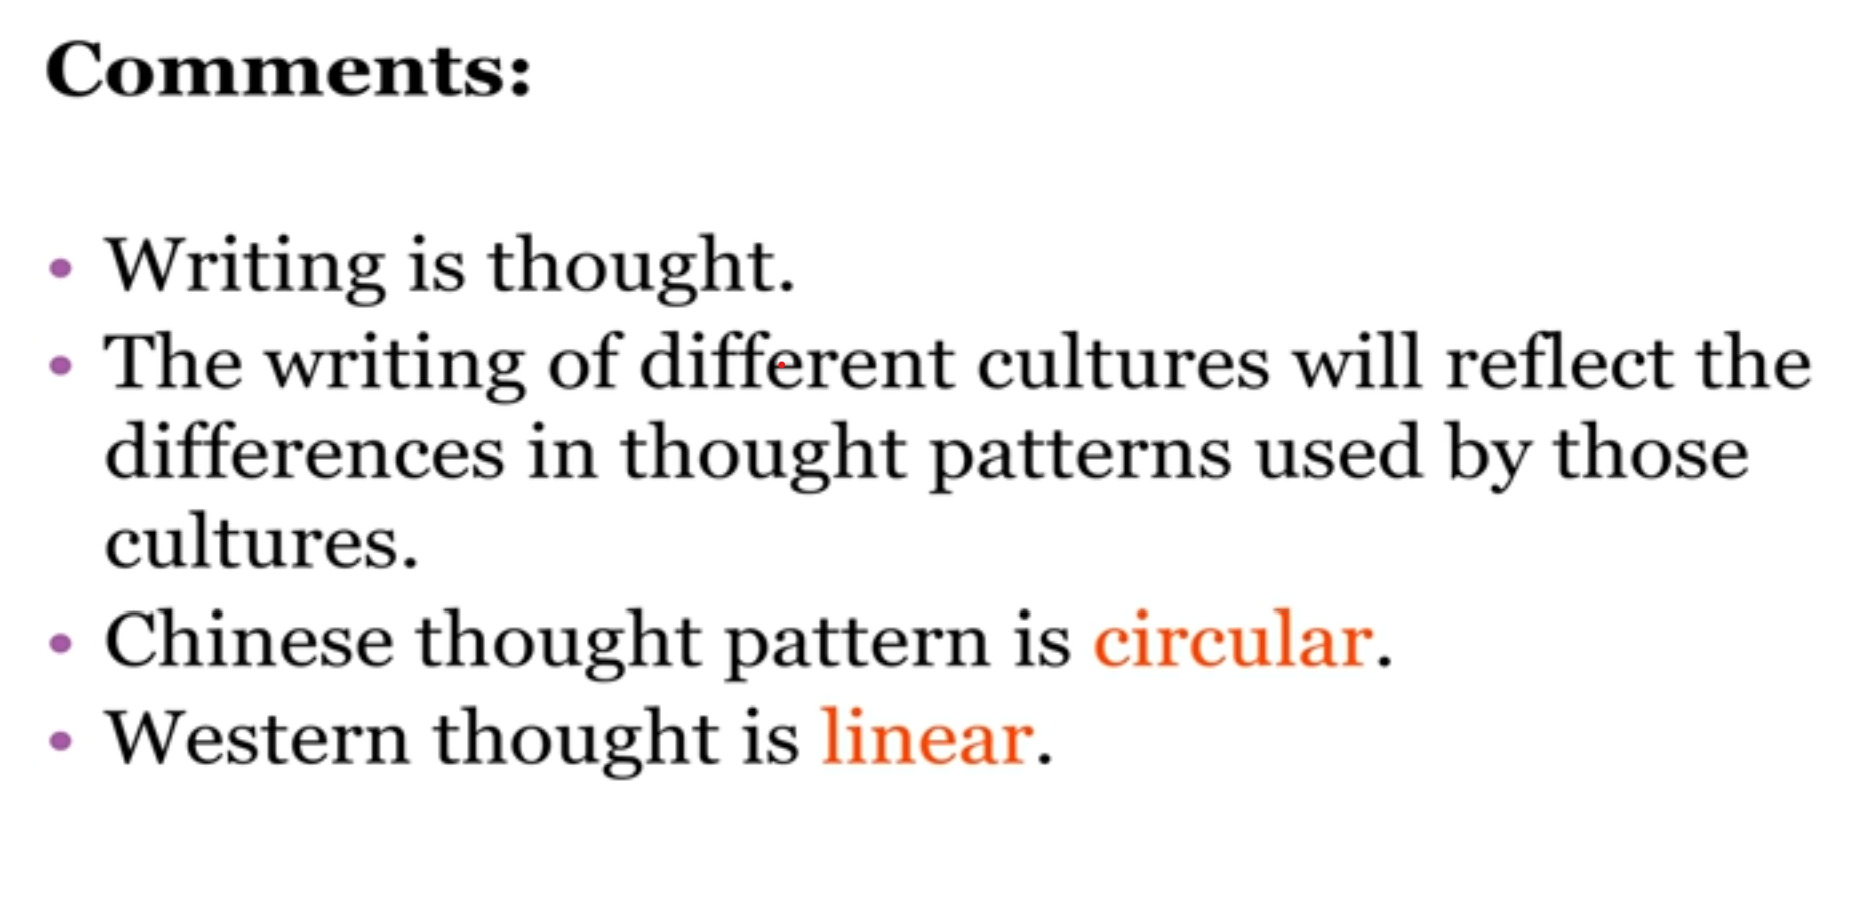 Comments:
• Writing is thought.
• The writing of different cultures will reflect the
differences in thought patterns used by those
cultures.
• Chinese thought pattern is circular.
• Western thought is linear.